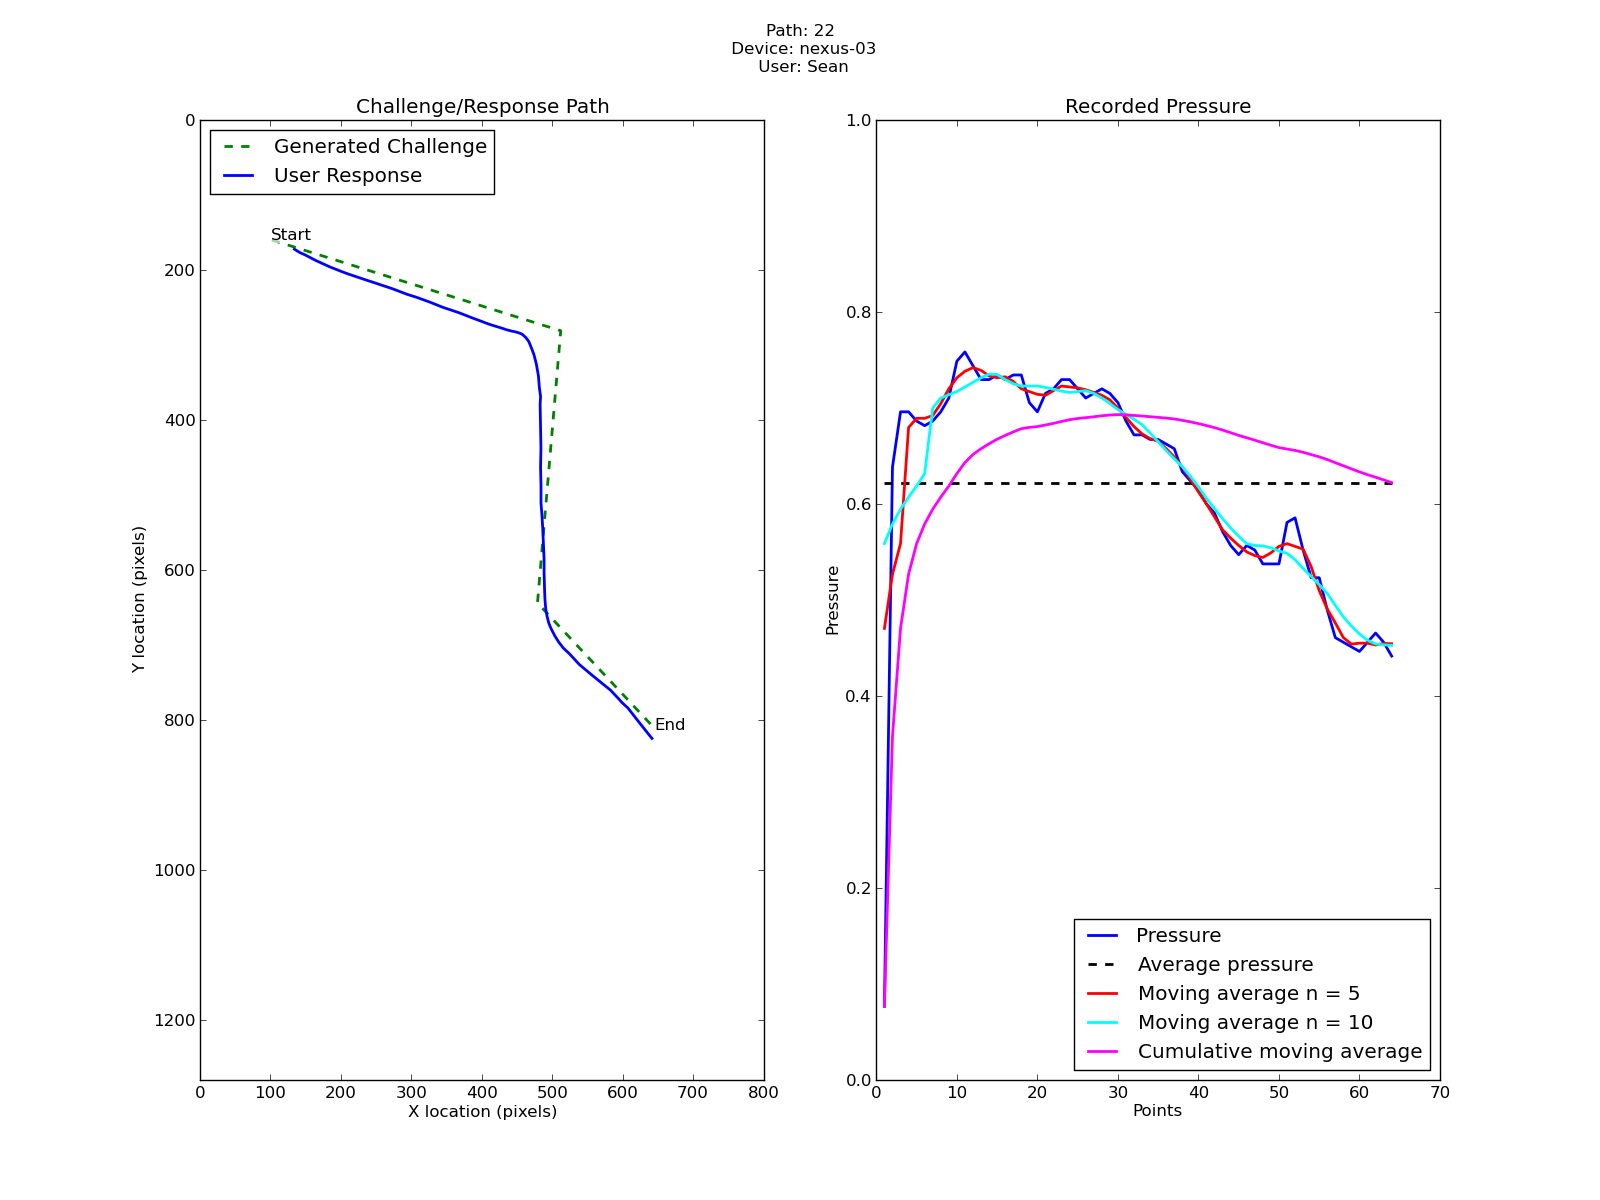 Path: 22
Device: nexus-03
User: Sean
Challenge/Response Path
Generated Challenge
User Response
Start
End
0
200
400
600
800
1000
1200
Y location (pixels)
0 100 200 300 400 500 600 700 800
X location (pixels)
Recorded Pressure
1.0
0.8
0.6
0.4
0.2
0.0
Pressure
Pressure
Average pressure
Moving average n = 5
Moving average n = 10
Cumulative moving average
0 10 20 30 40 50 60 70
Points